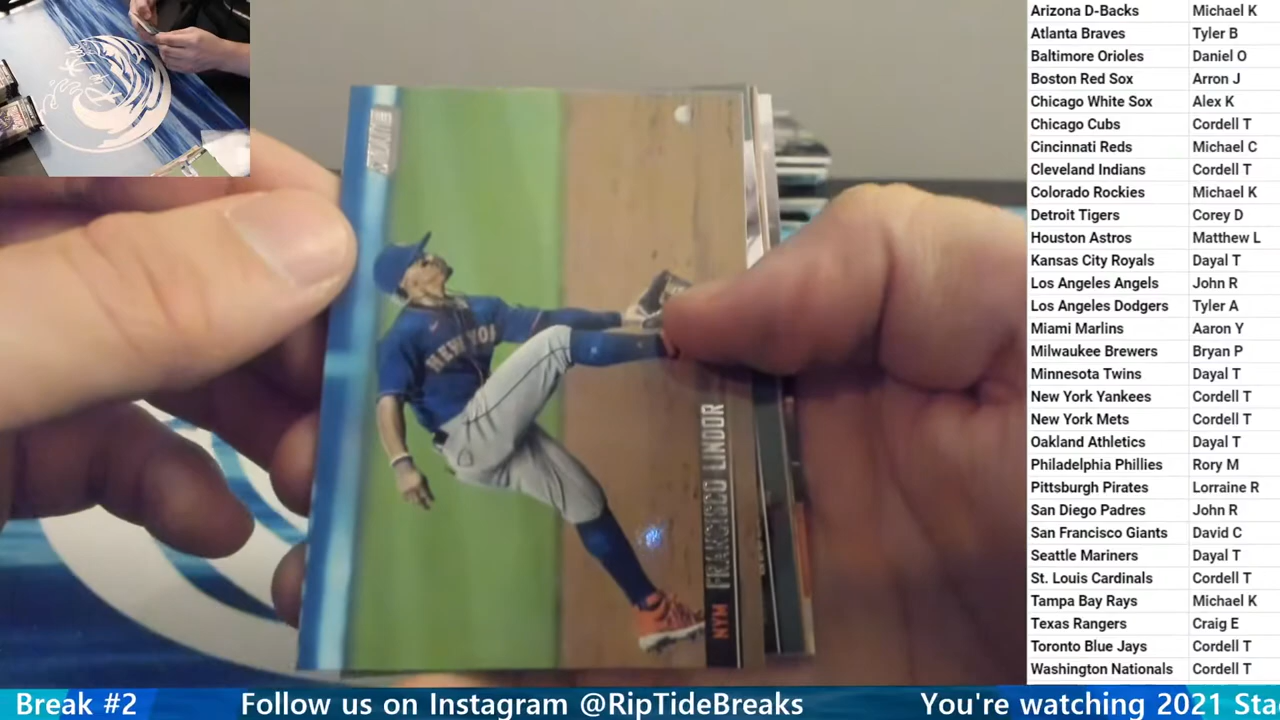 NEW YO
NYM FRANCISCO LINDOR
Arizona D-Backs Michael K
Atlanta Braves Tyler B
Baltimore Orioles Daniel O
Boston Red Sox Arron J
Chicago White Sox Alex K
Chicago Cubs Cordell T
Cincinnati Reds Michael C
Cleveland Indians Cordell T
Colorado Rockies Michael K
Detroit Tigers Corey D
Houston Astros Matthew L
Kansas City Royals Dayal T
Los Angeles Angels John R
Los Angeles Dodgers Tyler A
Miami Marlins Aaron Y
Milwaukee Brewers Bryan P
Minnesota Twins Dayal T
New York Yankees Cordell T
New York Mets Cordell T
Oakland Athletics Dayal T
Philadelphia Phillies Rory M
Pittsburgh Pirates Lorraine R
San Diego Padres John R
San Francisco Giants David C
Seattle Mariners Dayal T
St. Louis Cardinals Cordell T
Tampa Bay Rays Michael K
Texas Rangers Craig E
Toronto Blue Jays Cordell T
Washington Nationals Cordell T
Break #2 Follow us on Instagram @RipTideBreaks You're watching 2021 Sta